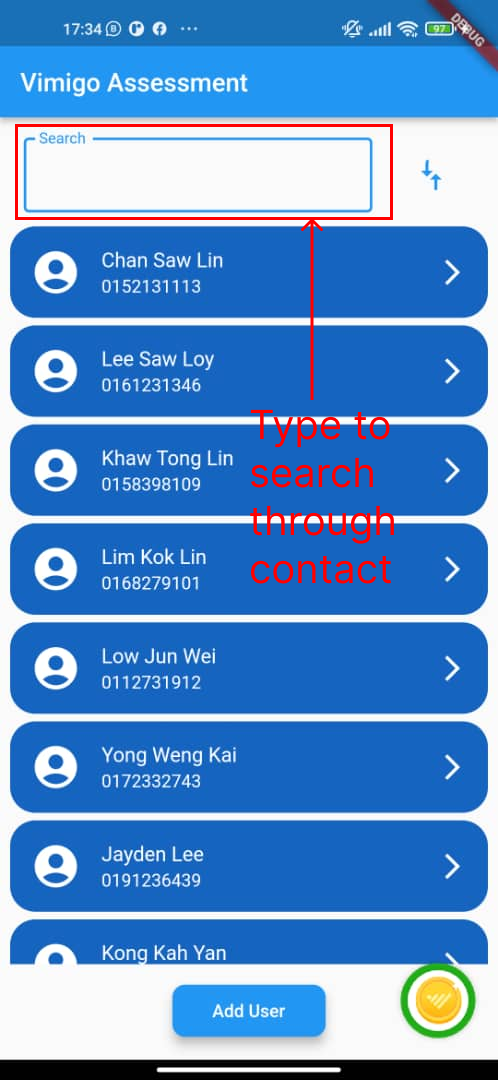 17:34
97
DEBUG
Vimigo Assessment
Search
Chan Saw Lin
0152131113
Lee Saw Loy
0161231346
Type to
search
through
contact
Khaw Tong Lin
0158398109
Lim Kok Lin
0168279101
Low Jun Wei
0112731912
Yong Weng Kai
0172332743
Jayden Lee
0191236439
Kong Kah Yan
Add User